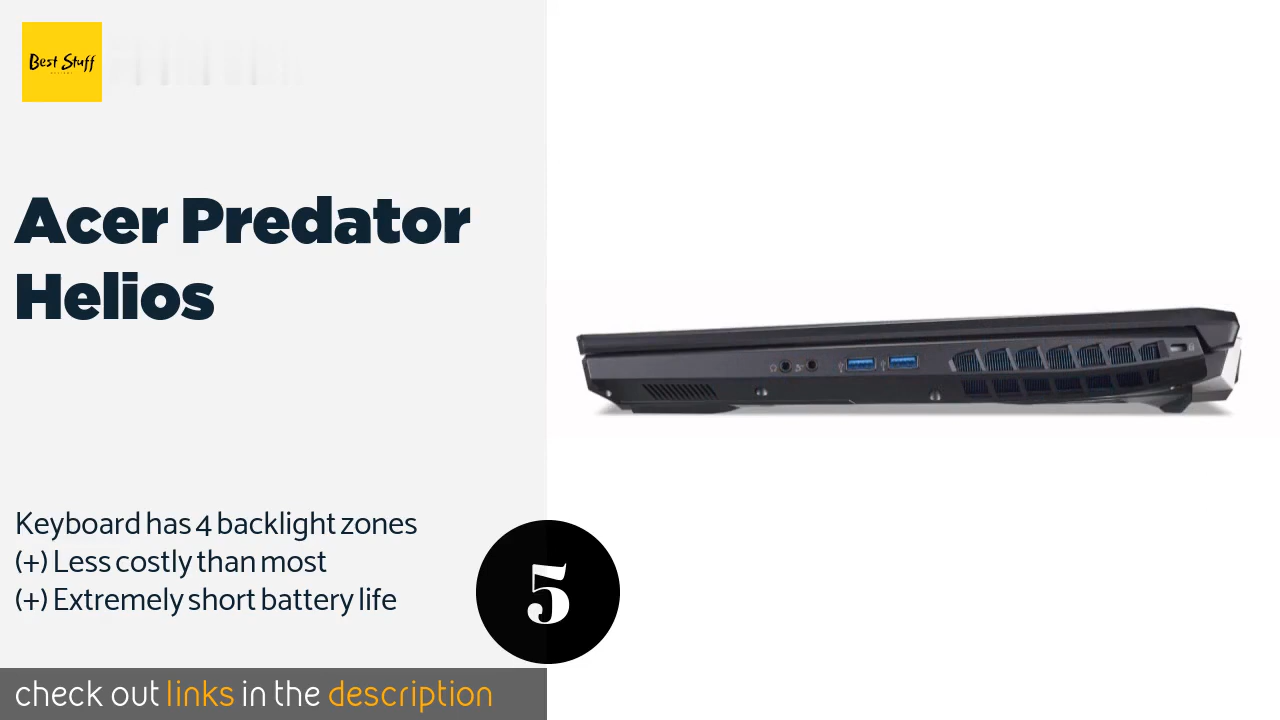 Best Stuff
Acer Predator
Helios
Keyboard has 4 backlight zones
(+) Less costly than most
(+) Extremely short battery life
5
check out links in the description